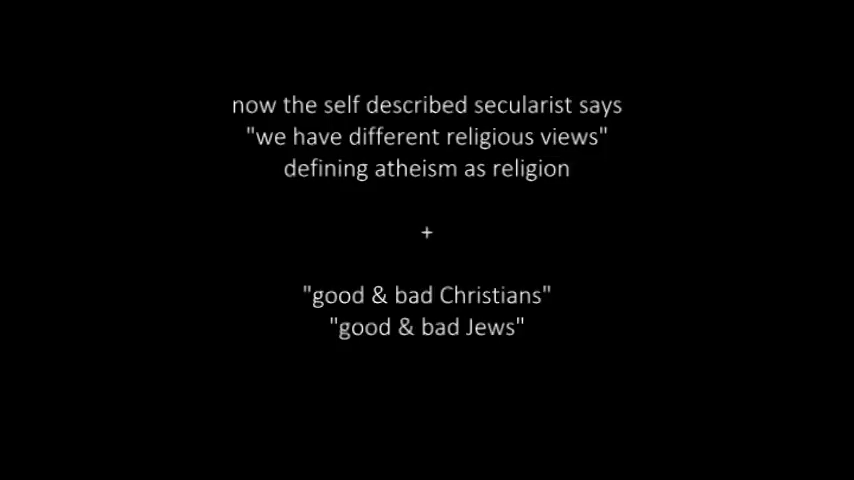 now the self described secularist says
"we have different religious views"
defining atheism as religion
+
"good & bad Christians"
"good & bad Jews"